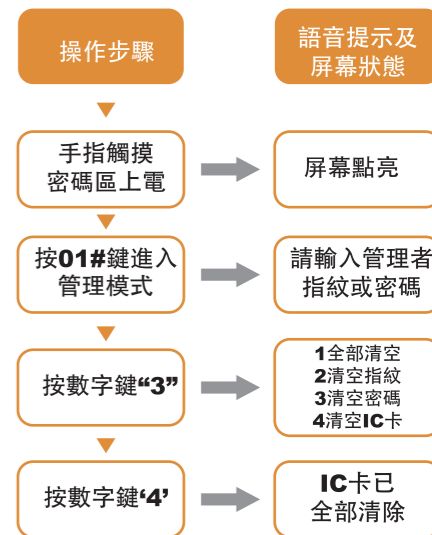 操作步驟
語音提示及
屏幕狀態
手指觸摸
密碼區上電
屏幕點亮
按01#鍵進入
管理模式
請輸入管理者
指紋或密碼
按數字鍵“3”
1全部清空
2清空指紋
3清空密碼
4清空IC卡
按數字鍵‘4’
IC卡已
全部清除